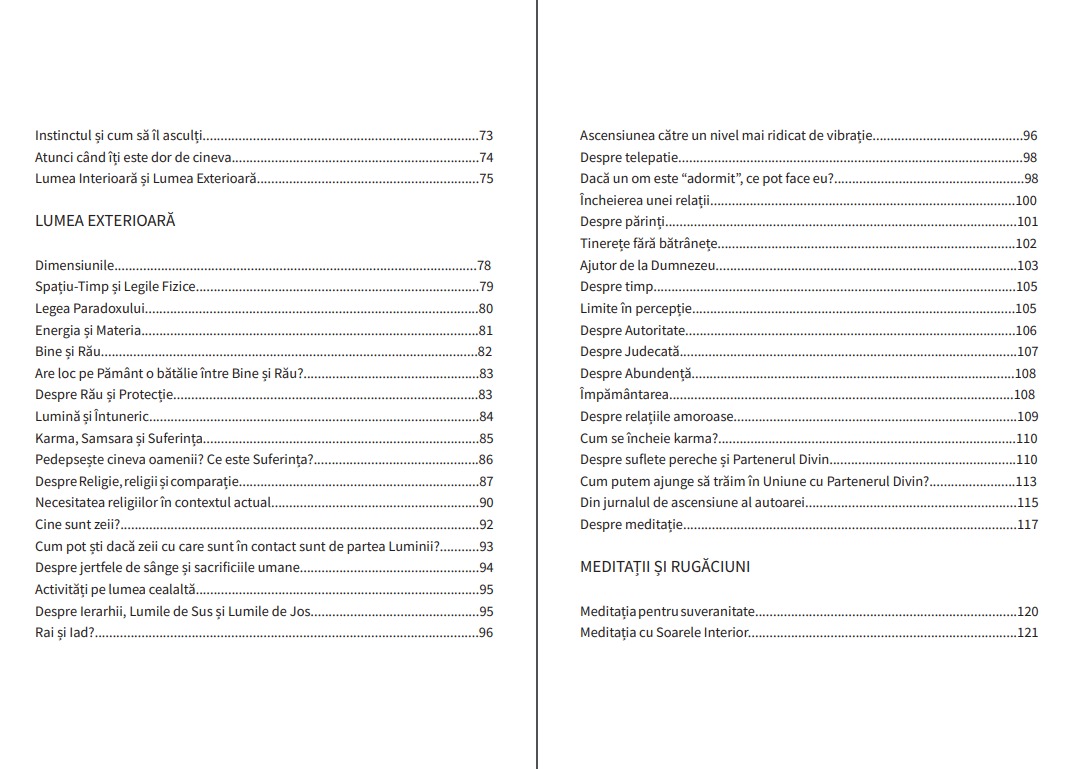 Instinctul și cum să îl asculți............................................................................73
Atunci când îți este dor de cineva....................................................................74
Lumea Interioară și Lumea Exterioară.............................................................75
LUMEA EXTERIOARĂ
Dimensiunile....................................................................................................78
Spațiu-Timp și Legile Fizice..............................................................................79
Legea Paradoxului............................................................................................80
Energia și Materia.............................................................................................81
Bine și Rău........................................................................................................82
Are loc pe Pământ o bătălie între Bine și Rău?................................................83
Despre Rău și Protecție....................................................................................83
Lumină și Întuneric...........................................................................................84
Karma, Samsara și Suferința............................................................................85
Pedepsește cineva oamenii? Ce este Suferința?..............................................86
Despre Religie, religii și comparație..................................................................87
Necesitatea religiilor în contextul actual.........................................................90
Cine sunt zeii?...................................................................................................92
Cum pot ști dacă zeii cu care sunt în contact sunt de partea Luminii?...........93
Despre jertfele de sânge și sacrificiile umane.................................................94
Activități pe lumea cealaltă..............................................................................95
Despre Ierarhii, Lumile de Sus și Lumile de Jos..............................................95
Rai și Iad?..........................................................................................................96
Ascensiunea către un nivel mai ridicat de vibrație.........................................96
Despre telepatie...............................................................................................98
Dacă un om este “adormit”, ce pot face eu?....................................................98
Încheierea unei relații....................................................................................100
Despre părinți.................................................................................................101
Tinerețe fără bătrânețe..................................................................................102
Ajutor de la Dumnezeu...................................................................................103
Despre timp....................................................................................................105
Limite în percepție.........................................................................................105
Despre Autoritate...........................................................................................106
Despre Judecată.............................................................................................107
Despre Abundență.........................................................................................108
Împământarea...............................................................................................108
Despre relațiile amoroase..............................................................................109
Cum se încheie karma?..................................................................................110
Despre suflete pereche și Partenerul Divin...................................................110
Cum putem ajunge să trăim în Uniune cu Partenerul Divin?........................113
Din jurnalul de ascensiune al autoarei..........................................................115
Despre meditație............................................................................................117
MEDITAȚII ȘI RUGĂCIUNI
Meditația pentru suveranitate........................................................................120
Meditația cu Soarele Interior..........................................................................121